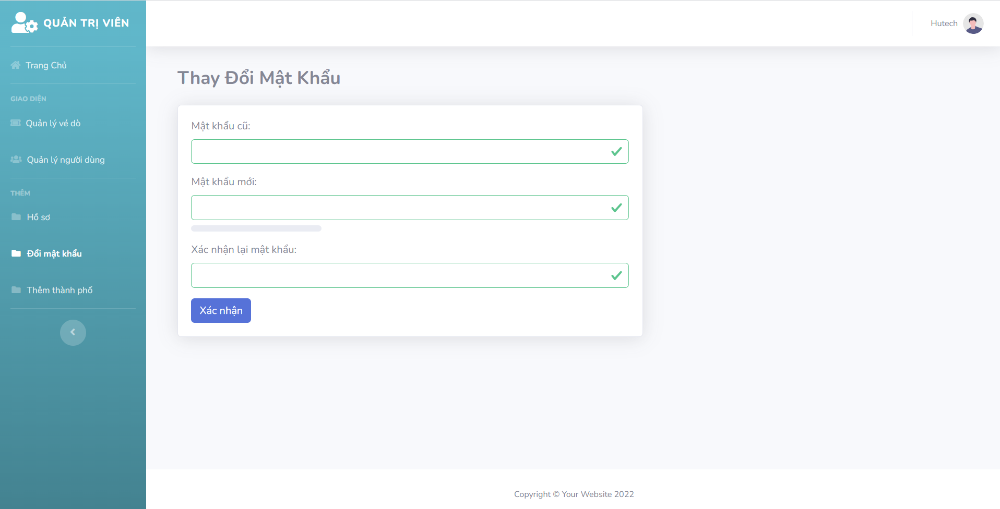 QUẢN TRỊ VIÊN
Hutech
Trang Chủ
GIAO DIỆN
Quản lý vé dò
Quản lý người dùng
THÊM
Hồ sơ
Đổi mật khẩu
Thêm thành phố
Thay Đổi Mật Khẩu
Mật khẩu cũ:
Mật khẩu mới:
Xác nhận lại mật khẩu:
Xác nhận
Copyright © Your Website 2022